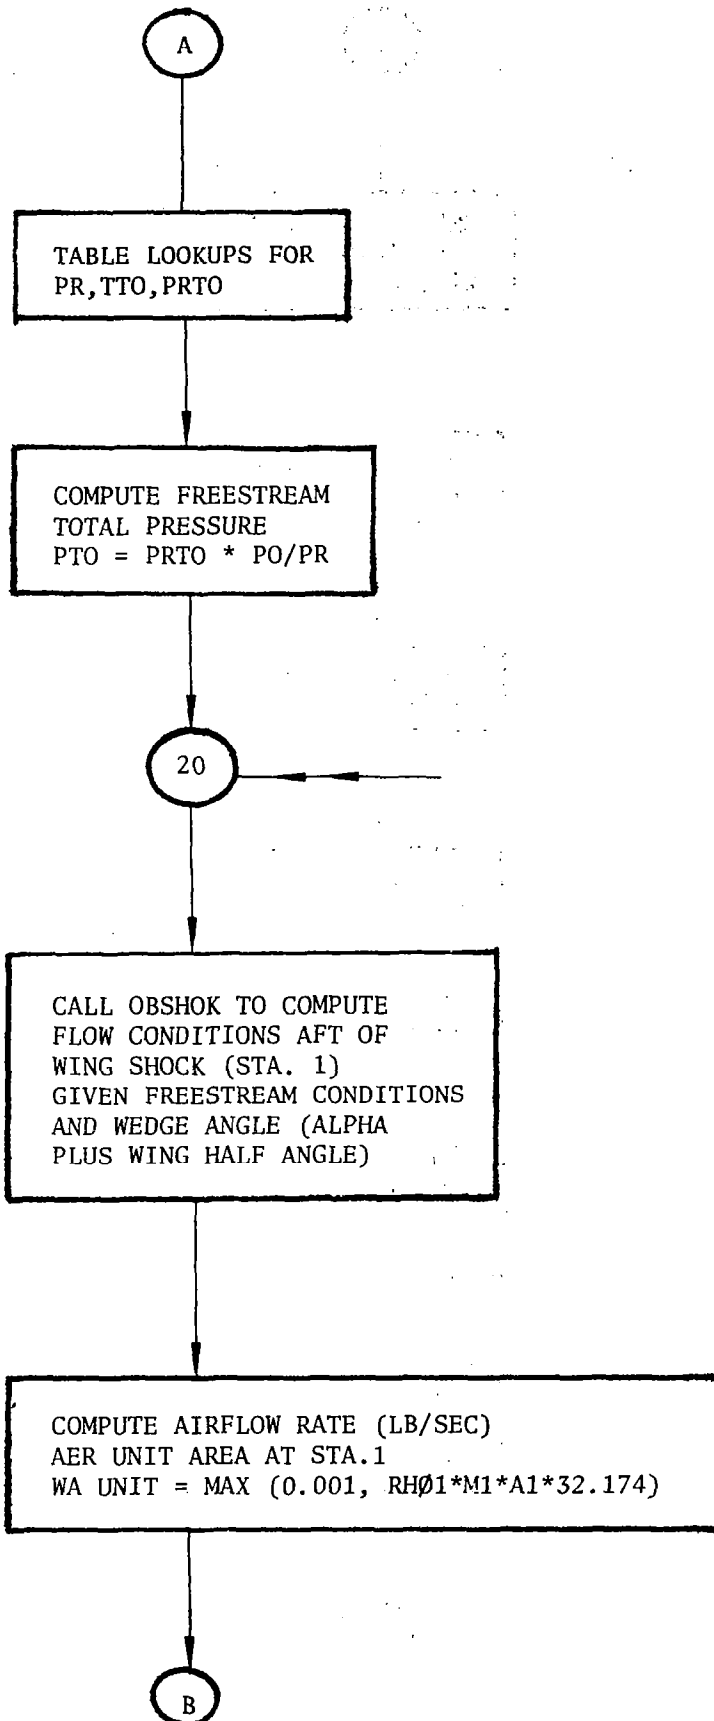 A
TABLE LOOKUPS FOR
PR,TTO,PRTO
COMPUTE FREESTREAM
TOTAL PRESSURE
PTO = PRTO * PO/PR
20
CALL OBSHOK TO COMPUTE
FLOW CONDITIONS AFT OF
WING SHOCK (STA. 1)
GIVEN FREESTREAM CONDITIONS
AND WEDGE ANGLE (ALPHA
PLUS WING HALF ANGLE)
COMPUTE AIRFLOW RATE (LB/SEC)
AER UNIT AREA AT STA.1
WA UNIT = MAX (0.001, RHØ1*M1*A1*32.174)
B